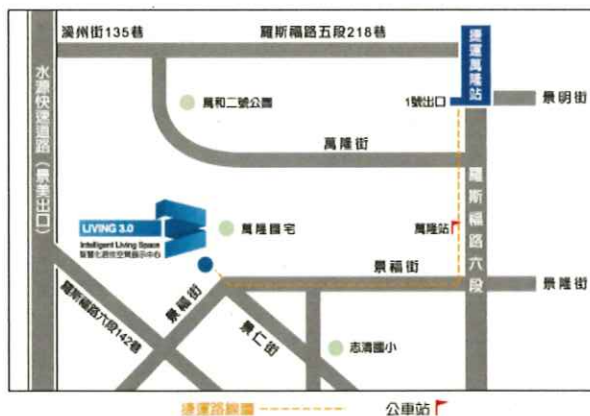 溪州街135巷
羅斯福路五段218巷
捷運萬隆站
水源快速道路(景美出口)
萬和二號公園
1號出口
景明街
萬隆街
羅斯福路六段
LIVING 3.0
Intelligent Living Space
智慧化居住空間展示中心
萬隆國宅
萬隆站
景福街
景隆街
羅斯福路六段142巷
景福街
景仁街
志清國小
捷運路線圖
公車站